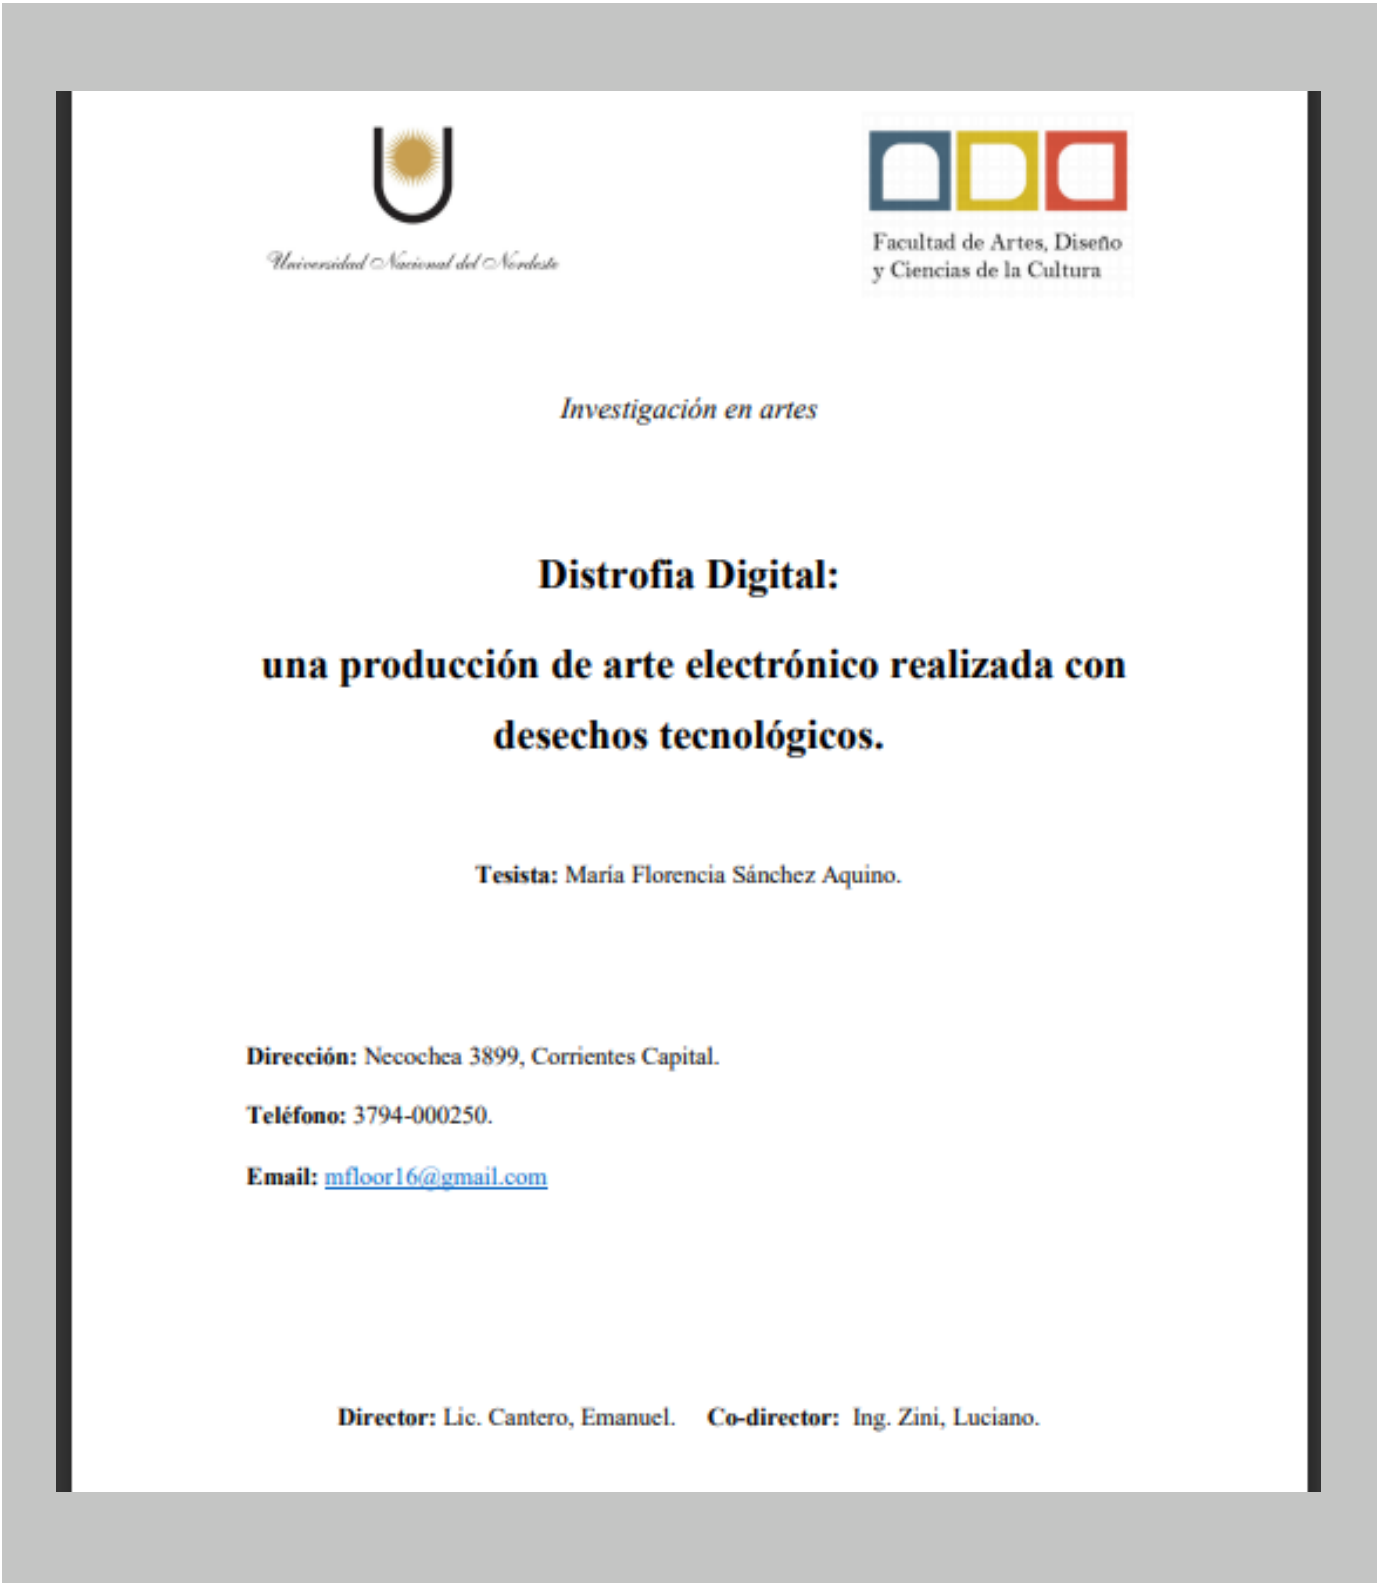 Universidad Nacional del Nordeste
Facultad de Artes, Diseño
y Ciencias de la Cultura
Investigación en artes
Distrofia Digital:
una producción de arte electrónico realizada con
desechos tecnológicos.
Tesista: María Florencia Sánchez Aquino.
Dirección: Necochea 3899, Corrientes Capital.
Teléfono: 3794-000250.
Email: mfloor16@gmail.com
Director: Lic. Cantero, Emanuel. Co-director: Ing. Zini, Luciano.